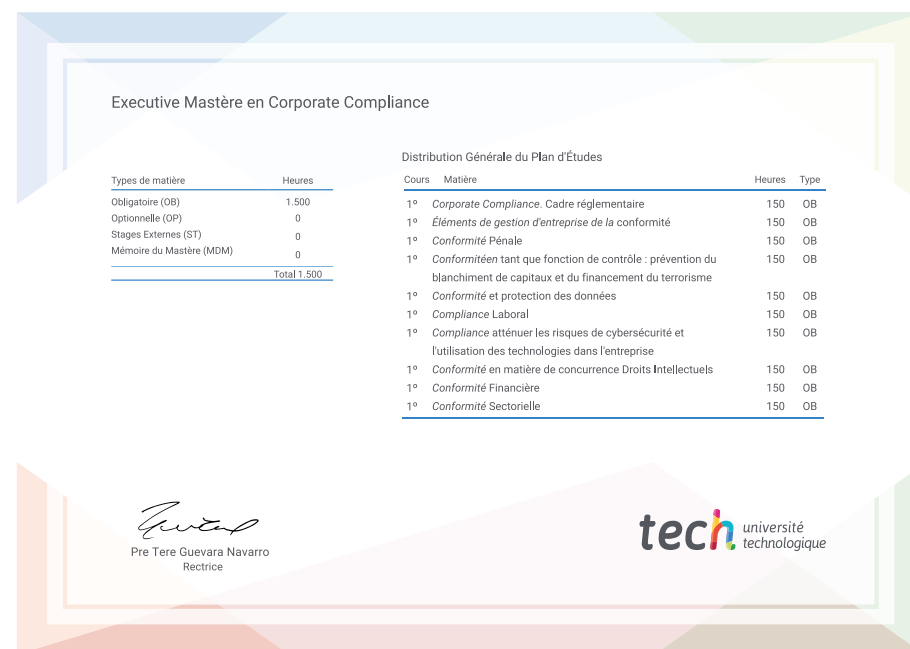 Executive Mastère en Corporate Compliance
Types de matière Heures
Obligatoire (OB) 1.500
Optionnelle (OP) 0
Stages Externes (ST) 0
Mémoire du Mastère (MDM) 0
Total 1.500
Distribution Générale du Plan d'Études
Cours Matière Heures Type
1º Corporate Compliance. Cadre réglementaire 150 OB
1º Éléments de gestion d'entreprise de la conformité 150 OB
1º Conformité Pénale 150 OB
1º Conformitéen tant que fonction de contrôle : prévention du 150 OB
blanchiment de capitaux et du financement du terrorisme
1º Conformité et protection des données 150 OB
1º Compliance Laboral 150 OB
1º Compliance atténuer les risques de cybersécurité et 150 OB
l'utilisation des technologies dans l'entreprise
1º Conformité en matière de concurrence Droits Intellectuels 150 OB
1º Conformité Financière 150 OB
1º Conformité Sectorielle 150 OB
Pre Tere Guevara Navarro
Rectrice
tech université
technologique